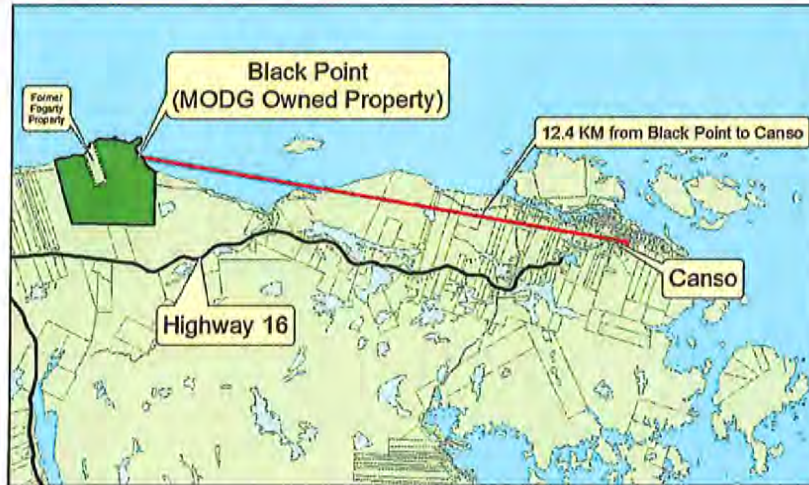 Former
Fogarty
Property
Black Point
(MODG Owned Property)
12.4 KM from Black Point to Canso
Canso
Highway 16